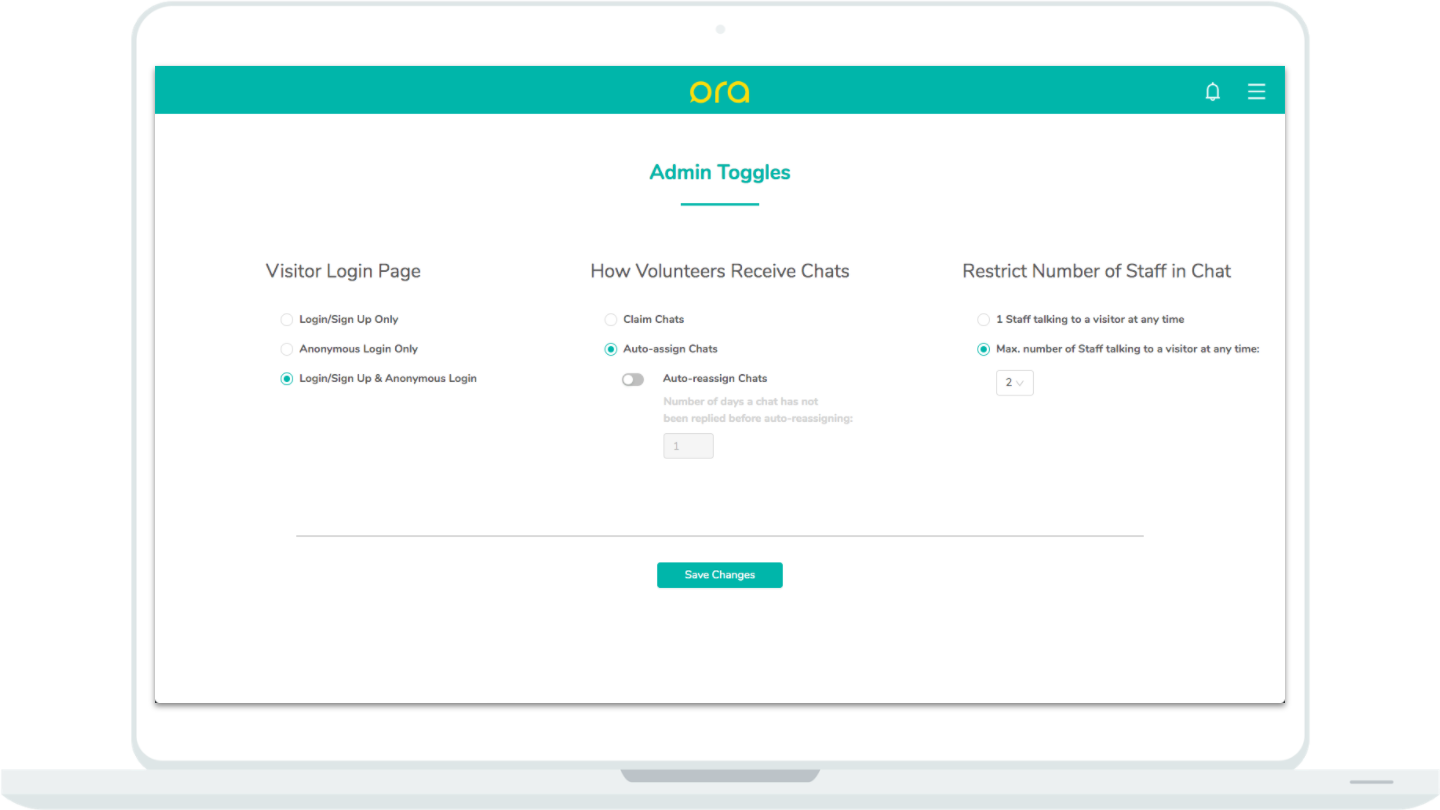 ora
Admin Toggles
Visitor Login Page
Login/Sign Up Only
Anonymous Login Only
Login/Sign Up & Anonymous Login
How Volunteers Receive Chats
Claim Chats
Auto-assign Chats
Auto-reassign Chats
Number of days a chat has not
been replied before auto-reassigning:
1
Restrict Number of Staff in Chat
1 Staff talking to a visitor at any time
Max. number of Staff talking to a visitor at any time:
2
Save Changes